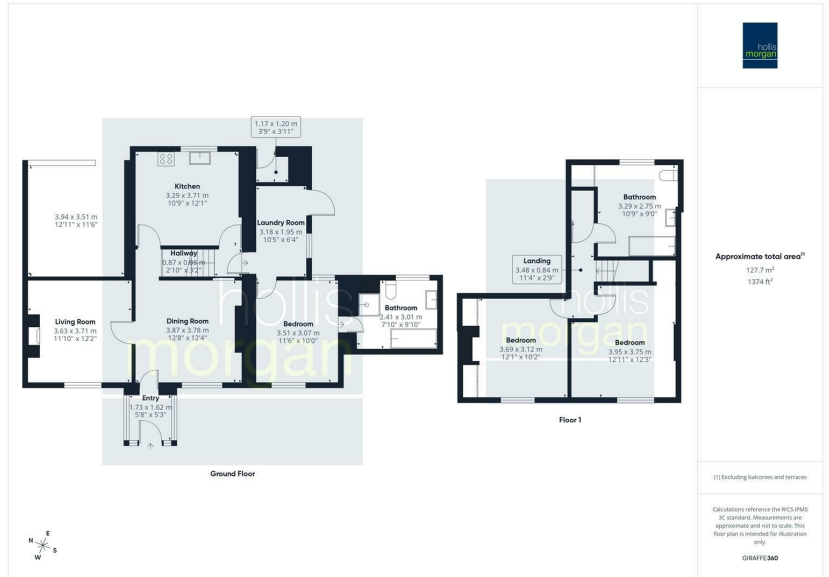 hollis
morgan
1.17 x 1.20 m
3'9" x 3'11"
Kitchen
3.29 x 3.71 m
10'9" x 12'1"
3.94 x 3.51 m
12'11" x 11'6"
Laundry Room
3.18 x 1.95 m
10'5" x 6'4"
Hallway
0.87 x 0.98 m
2'10" x 3'2"
Living Room
3.63 x 3.71 m
11'10" x 12'2"
Dining Room
3.87 x 3.78 m
12'8" x 12'4"
Bedroom
3.51 x 3.07 m
11'6" x 10'0"
Bathroom
2.41 x 3.01 m
7'10" x 9'10"
Entry
1.73 x 1.62 m
5'8" x 5'3"
hollis
morgan
Ground Floor
Bathroom
3.29 x 2.75 m
10'9" x 9'0"
Landing
3.48 x 0.84 m
11'4" x 2'9"
Bedroom
3.69 x 3.12 m
12'1" x 10'2"
Bedroom
3.95 x 3.75 m
12'11" x 12'3"
hollis
morgan
Floor 1
Approximate total area(1)
127.7 m²
1374 ft²
(1) Excluding balconies and terraces
Calculations reference the RICS IPMS
3C standard. Measurements are
approximate and not to scale. This
floor plan is intended for illustration
only.
GIRAFFE360
N
E
S
W